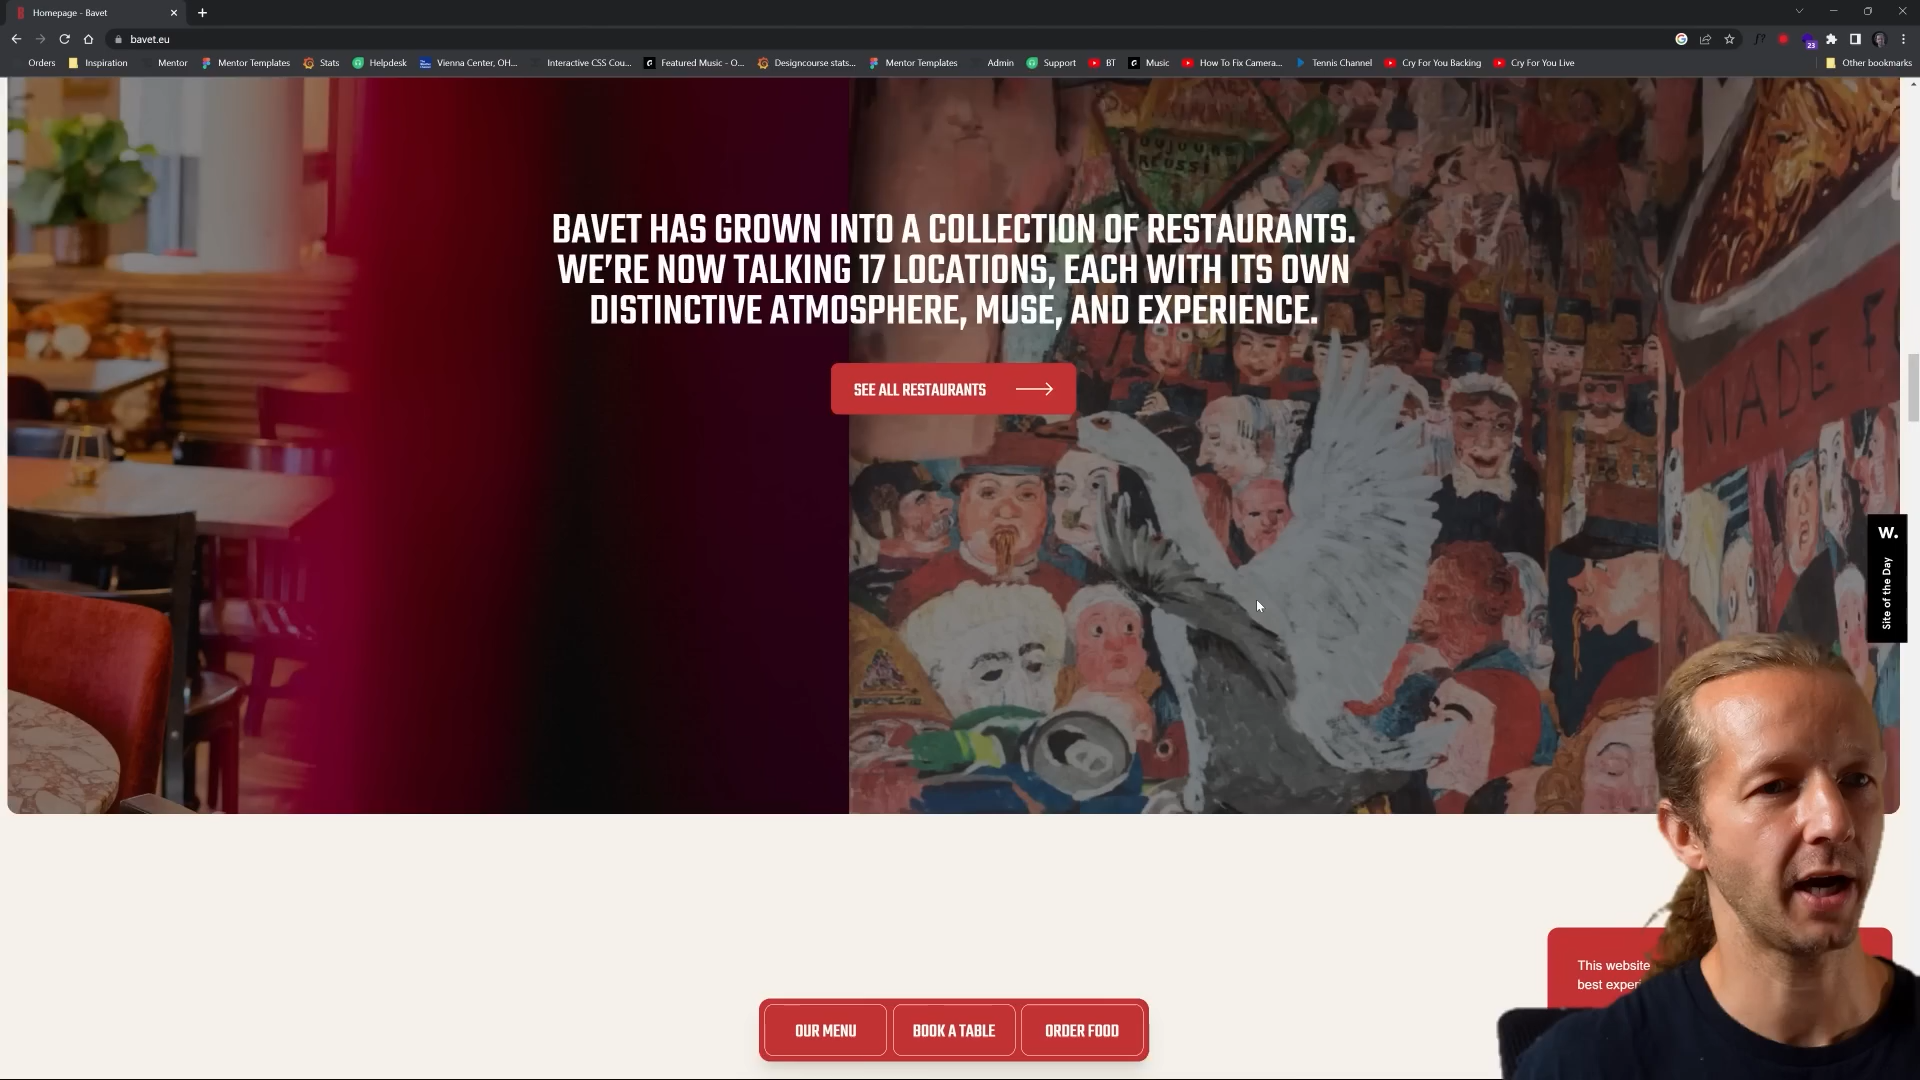 Homepage - Bavet
bavet.eu
23
Orders Inspiration Mentor Mentor Templates Stats Helpdesk Vienna Center, OH... Interactive CSS Cou... Featured Music - O... Designcourse stats... Mentor Templates Admin Support BT Music How To Fix Camera... Tennis Channel Cry For You Backing Cry For You Live Other bookmarks
BAVET HAS GROWN INTO A COLLECTION OF RESTAURANTS.
WE’RE NOW TALKING 17 LOCATIONS, EACH WITH ITS OWN
DISTINCTIVE ATMOSPHERE, MUSE, AND EXPERIENCE.
SEE ALL RESTAURANTS
MADE F
W.
Site of the Day
This website
best experi
OUR MENU
BOOK A TABLE
ORDER FOOD